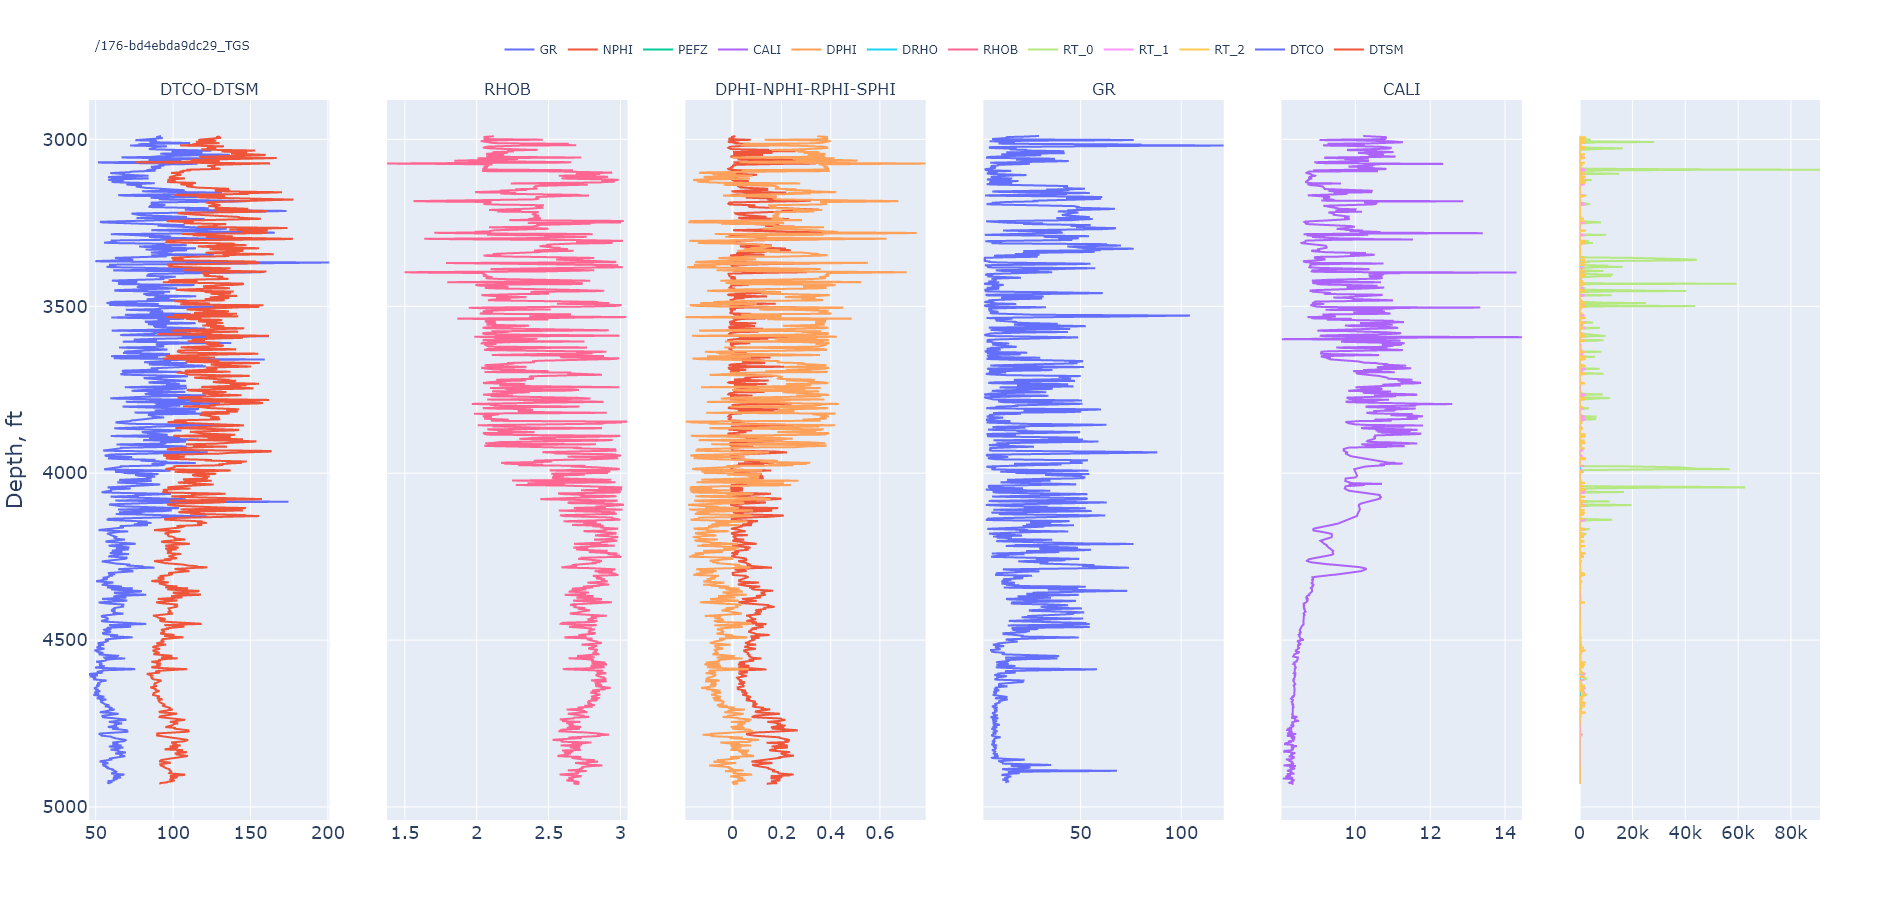 /176-bd4ebda9dc29_TGS
GR NPHI PEFZ CALI DPHI DRHO RHOB RT_0 RT_1 RT_2 DTCO DTSM
DTCO-DTSM RHOB DPHI-NPHI-RPHI-SPHI GR CALI
Depth, ft
3000
3500
4000
4500
5000
50 100 150 200 1.5 2 2.5 3 0 0.2 0.4 0.6 50 100 10 12 14 0 20k 40k 60k 80k